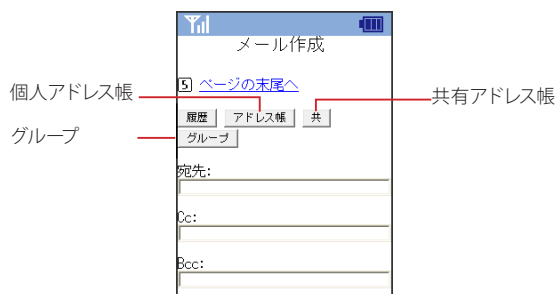 メール作成
5 ページの末尾へ
個人アドレス帳
共有アドレス帳
履歴 アドレス帳 共
グループ
グループ
宛先:
Cc:
Bcc: